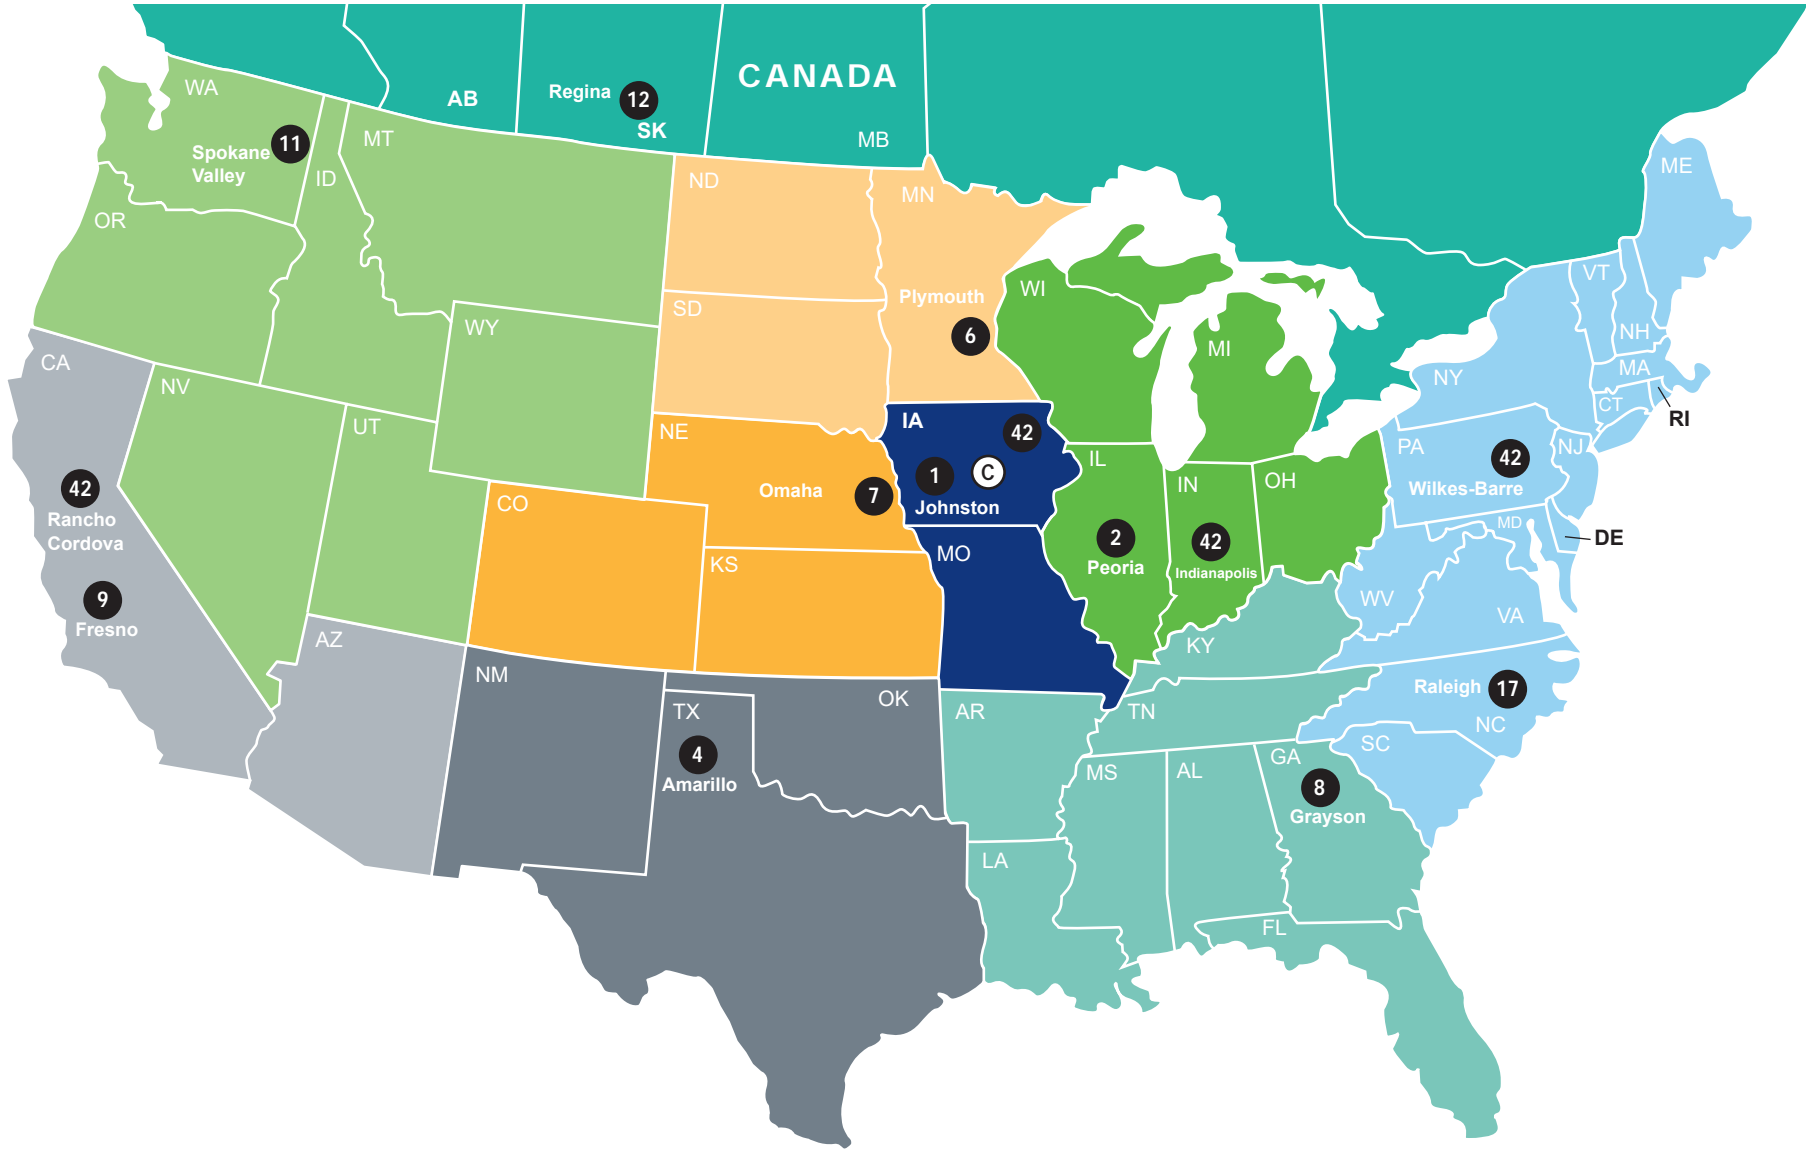 CANADA
AB
Regina
12
SK
MB
WA
11
Spokane
Valley
ID
MT
OR
ND
MN
ME
SD
Plymouth
6
WI
MI
VT
NH
MA
NY
CT
RI
WY
CA
NV
UT
NE
IA
42
1
C
Johnston
Omaha
7
42
Rancho
Cordova
9
Fresno
CO
KS
MO
IL
2
Peoria
IN
42
Indianapolis
OH
PA
42
Wilkes-Barre
NJ
MD
DE
WV
VA
KY
AZ
NM
OK
TX
4
Amarillo
AR
TN
Raleigh
17
NC
SC
MS
AL
GA
8
Grayson
LA
FL